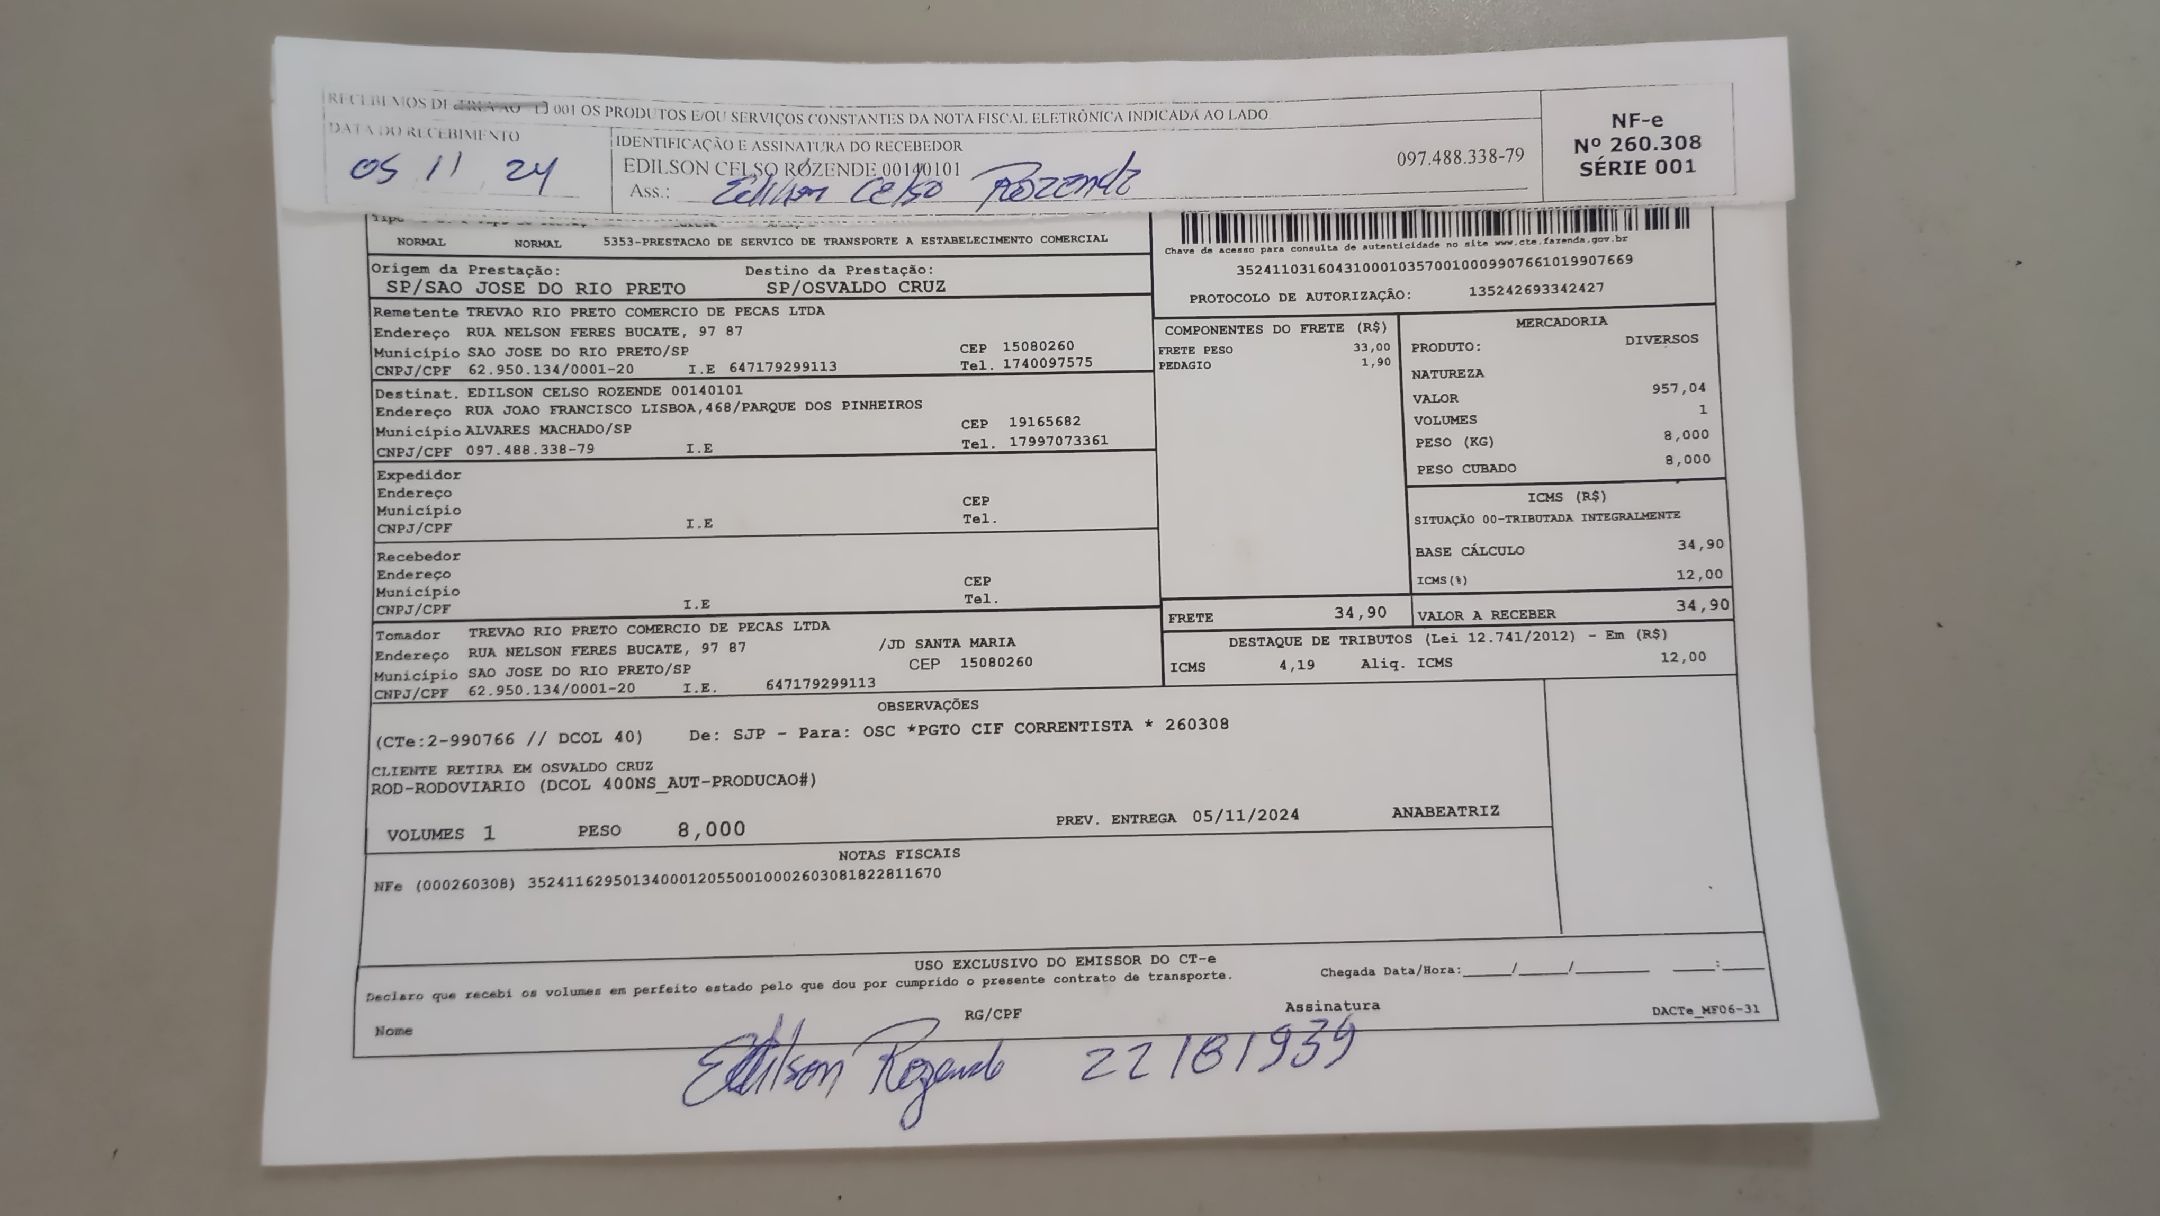 RECEBEMOS DE 001 OS PRODUTOS E/OU SERVIÇOS CONSTANTES DA NOTA FISCAL ELETRÔNICA INDICADA AO LADO
DATA DO RECEBIMENTO
05 11 24
IDENTIFICAÇÃO E ASSINATURA DO RECEBEDOR
EDILSON CELSO ROZENDE 00140101 097.488.338-79
Ass.: Edilson Celso Rozende
NF-e
Nº 260.308
SÉRIE 001
NORMAL NORMAL 5353-PRESTACAO DE SERVICO DE TRANSPORTE A ESTABELECIMENTO COMERCIAL
Chave de acesso para consulta de autenticidade no site www.cte.fazenda.gov.br
35241103160431000103570010009907661019907669
PROTOCOLO DE AUTORIZAÇÃO: 135242693342427
Origem da Prestação: Destino da Prestação:
SP/SAO JOSE DO RIO PRETO SP/OSVALDO CRUZ
Remetente TREVAO RIO PRETO COMERCIO DE PECAS LTDA
Endereço RUA NELSON FERES BUCATE, 97 87
Município SAO JOSE DO RIO PRETO/SP CEP 15080260
CNPJ/CPF 62.950.134/0001-20 I.E 647179299113 Tel. 1740097575
Destinat. EDILSON CELSO ROZENDE 00140101
Endereço RUA JOAO FRANCISCO LISBOA,468/PARQUE DOS PINHEIROS
Município ALVARES MACHADO/SP CEP 19165682
CNPJ/CPF 097.488.338-79 I.E Tel. 17997073361
Expedidor
Endereço
Município CEP
CNPJ/CPF I.E Tel.
Recebedor
Endereço
Município CEP
CNPJ/CPF I.E Tel.
Tomador TREVAO RIO PRETO COMERCIO DE PECAS LTDA
Endereço RUA NELSON FERES BUCATE, 97 87 /JD SANTA MARIA
Município SAO JOSE DO RIO PRETO/SP CEP 15080260
CNPJ/CPF 62.950.134/0001-20 I.E. 647179299113
COMPONENTES DO FRETE (R$)
FRETE PESO 33,00
PEDAGIO 1,90
MERCADORIA
PRODUTO: DIVERSOS
NATUREZA
VALOR 957,04
VOLUMES 1
PESO (KG) 8,000
PESO CUBADO 8,000
ICMS (R$)
SITUAÇÃO 00-TRIBUTADA INTEGRALMENTE
BASE CÁLCULO 34,90
ICMS(%) 12,00
FRETE 34,90 VALOR A RECEBER 34,90
DESTAQUE DE TRIBUTOS (Lei 12.741/2012) - Em (R$)
ICMS 4,19 Aliq. ICMS 12,00
OBSERVAÇÕES
(CTe:2-990766 // DCOL 40) De: SJP - Para: OSC *PGTO CIF CORRENTISTA * 260308
CLIENTE RETIRA EM OSVALDO CRUZ
ROD-RODOVIARIO (DCOL 400NS_AUT-PRODUCAO#)
VOLUMES 1 PESO 8,000 PREV. ENTREGA 05/11/2024 ANABEATRIZ
NOTAS FISCAIS
NFe (000260308) 35241162950134000120550010002603081822811670
USO EXCLUSIVO DO EMISSOR DO CT-e
Declaro que recebi os volumes em perfeito estado pelo que dou por cumprido o presente contrato de transporte. Chegada Data/Hora:____/____/______ ____:____
Nome RG/CPF Assinatura DACTe_MF06-31
Edilson Rozende 22181939